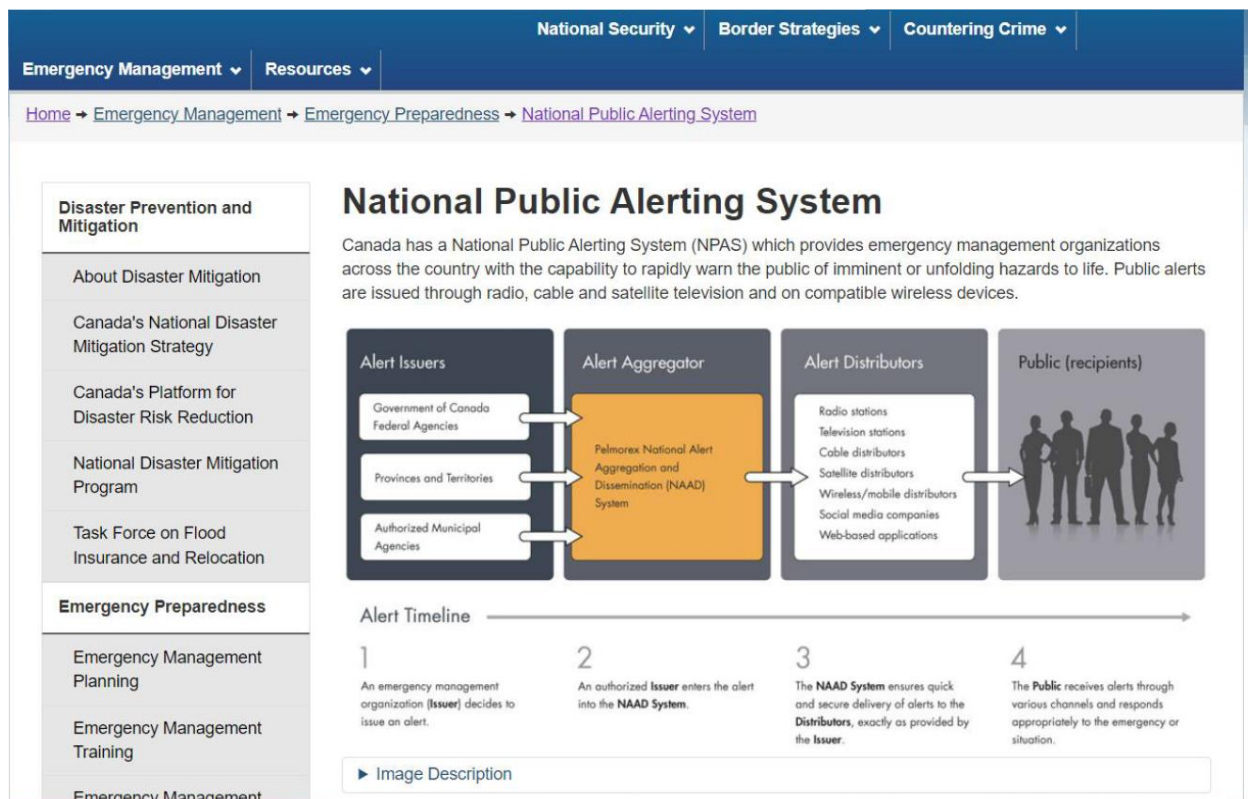 National Security
Border Strategies
Countering Crime
Emergency Management
Resources
Home → Emergency Management → Emergency Preparedness → National Public Alerting System
Disaster Prevention and
Mitigation
About Disaster Mitigation
Canada's National Disaster
Mitigation Strategy
Canada's Platform for
Disaster Risk Reduction
National Disaster Mitigation
Program
Task Force on Flood
Insurance and Relocation
Emergency Preparedness
Emergency Management
Planning
Emergency Management
Training
Emergency Management
National Public Alerting System
Canada has a National Public Alerting System (NPAS) which provides emergency management organizations
across the country with the capability to rapidly warn the public of imminent or unfolding hazards to life. Public alerts
are issued through radio, cable and satellite television and on compatible wireless devices.
Alert Issuers
Government of Canada
Federal Agencies
Provinces and Territories
Authorized Municipal
Agencies
Alert Aggregator
Pelmorex National Alert
Aggregation and
Dissemination (NAAD)
System
Alert Distributors
Radio stations
Television stations
Cable distributors
Satellite distributors
Wireless/mobile distributors
Social media companies
Web-based applications
Public (recipients)
Alert Timeline
1
An emergency management
organization (Issuer) decides to
issue an alert.
2
An authorized Issuer enters the alert
into the NAAD System.
3
The NAAD System ensures quick
and secure delivery of alerts to the
Distributors, exactly as provided by
the Issuer.
4
The Public receives alerts through
various channels and responds
appropriately to the emergency or
situation.
Image Description